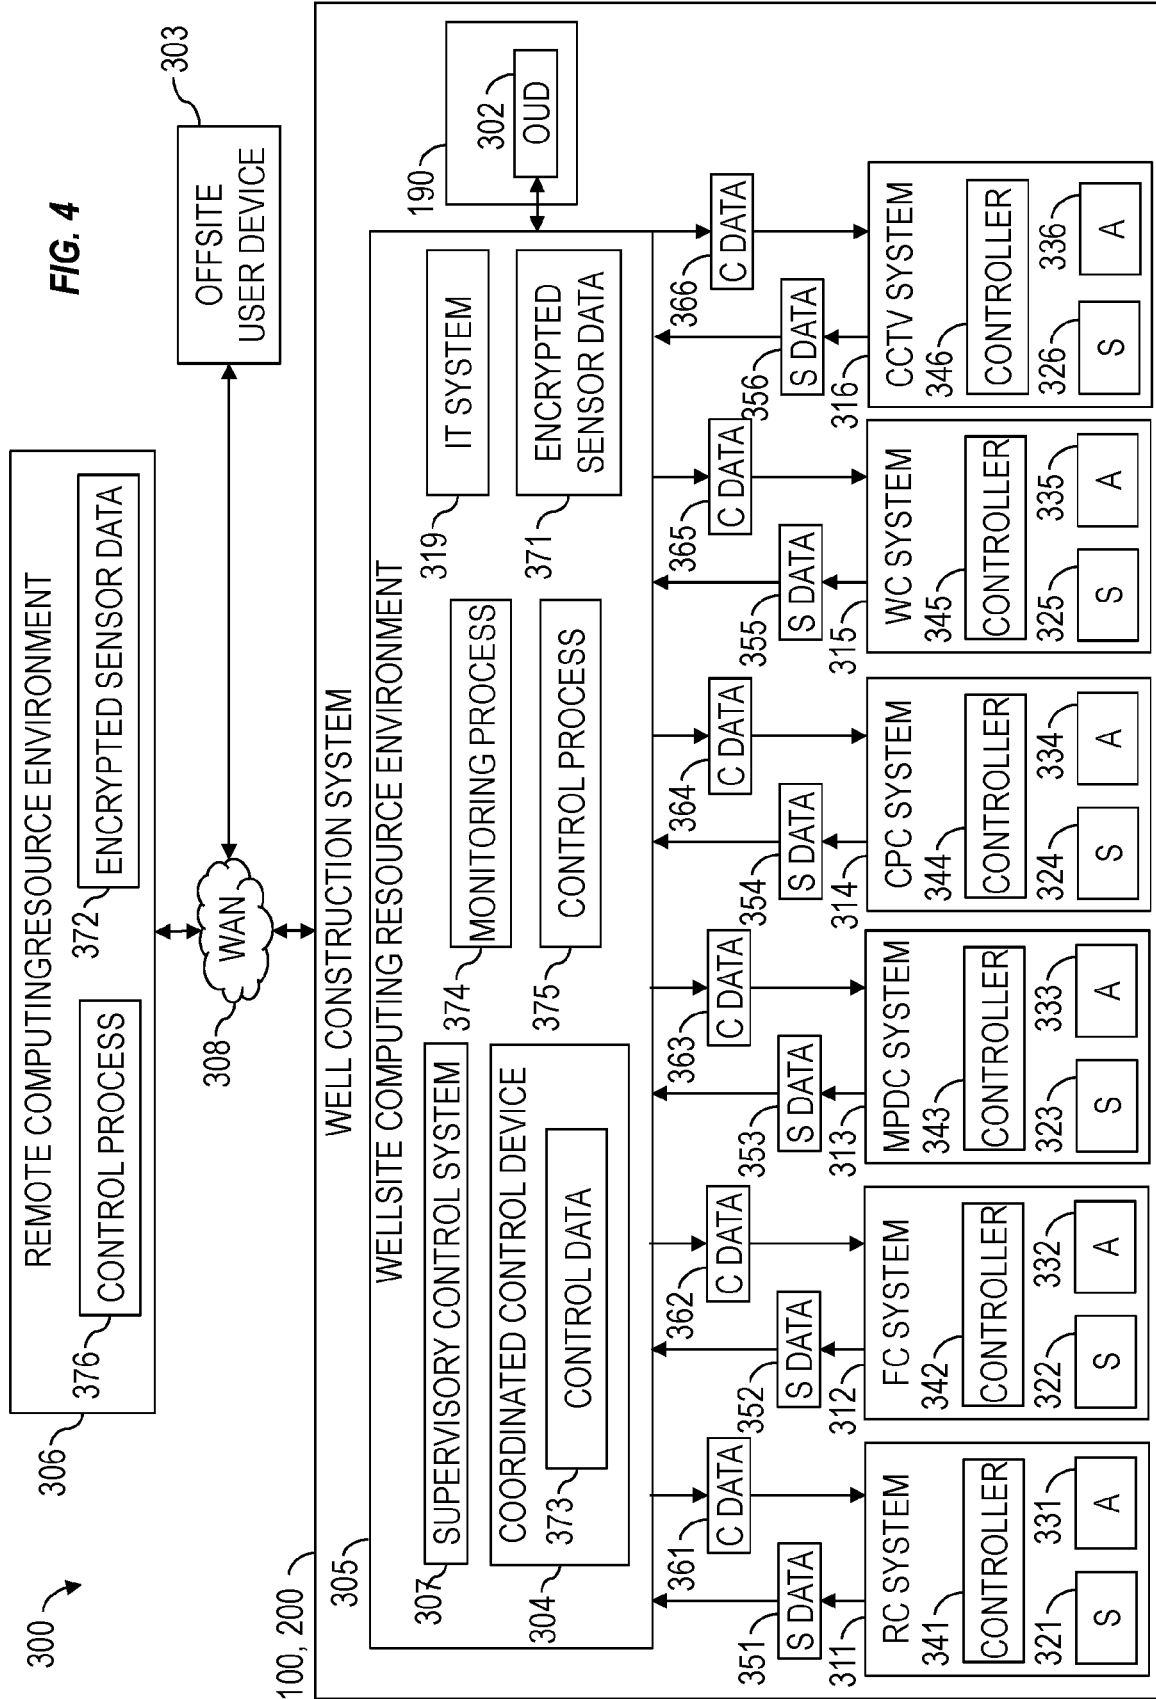 300
FIG. 4
306
REMOTE COMPUTINGRESOURCE ENVIRONMENT
376
CONTROL PROCESS
372
ENCRYPTED SENSOR DATA
308
WAN
303
OFFSITE
USER DEVICE
100, 200
WELL CONSTRUCTION SYSTEM
305
WELLSITE COMPUTING RESOURCE ENVIRONMENT
307
SUPERVISORY CONTROL SYSTEM
374
MONITORING PROCESS
319
IT SYSTEM
304
COORDINATED CONTROL DEVICE
373
CONTROL DATA
375
CONTROL PROCESS
371
ENCRYPTED
SENSOR DATA
190
302
OUD
351
S DATA
361
C DATA
352
S DATA
362
C DATA
353
S DATA
363
C DATA
354
S DATA
364
C DATA
355
S DATA
365
C DATA
356
S DATA
366
C DATA
311
RC SYSTEM
341
CONTROLLER
321
S
331
A
312
FC SYSTEM
342
CONTROLLER
322
S
332
A
313
MPDC SYSTEM
343
CONTROLLER
323
S
333
A
314
CPC SYSTEM
344
CONTROLLER
324
S
334
A
315
WC SYSTEM
345
CONTROLLER
325
S
335
A
316
CCTV SYSTEM
346
CONTROLLER
326
S
336
A